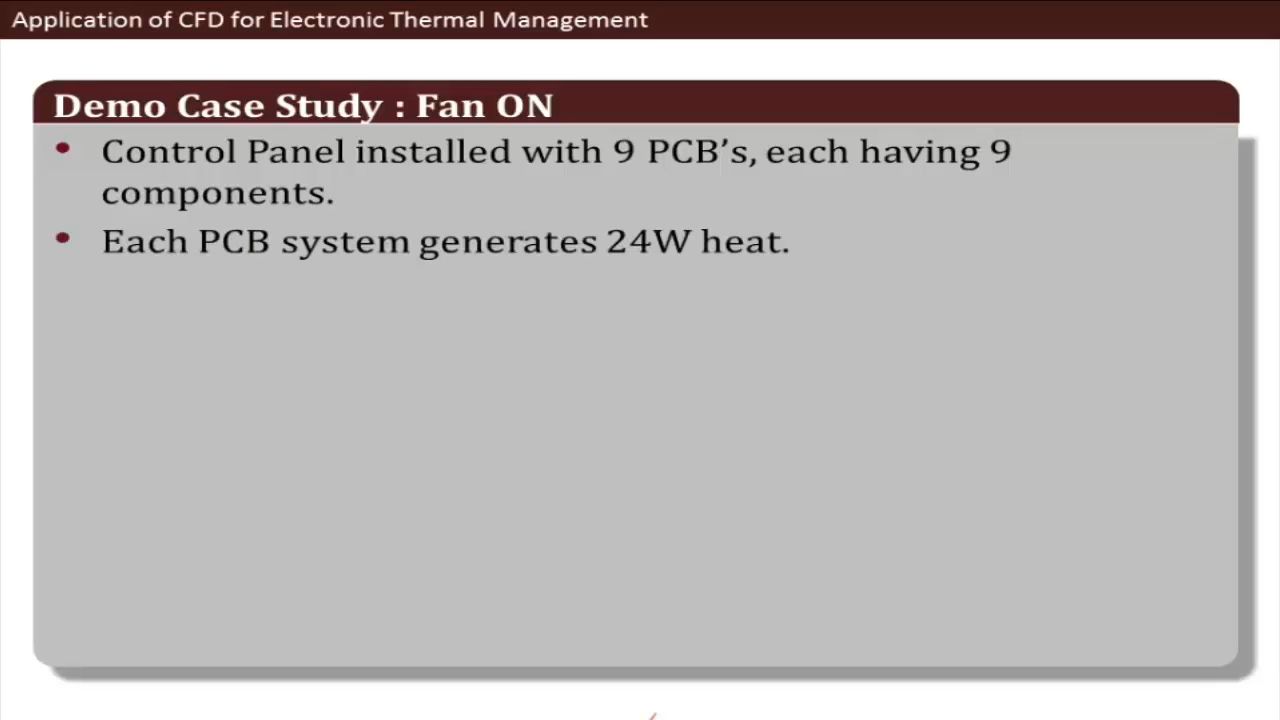 Application of CFD for Electronic Thermal Management
Demo Case Study : Fan ON
• Control Panel installed with 9 PCB’s, each having 9
components.
• Each PCB system generates 24W heat.